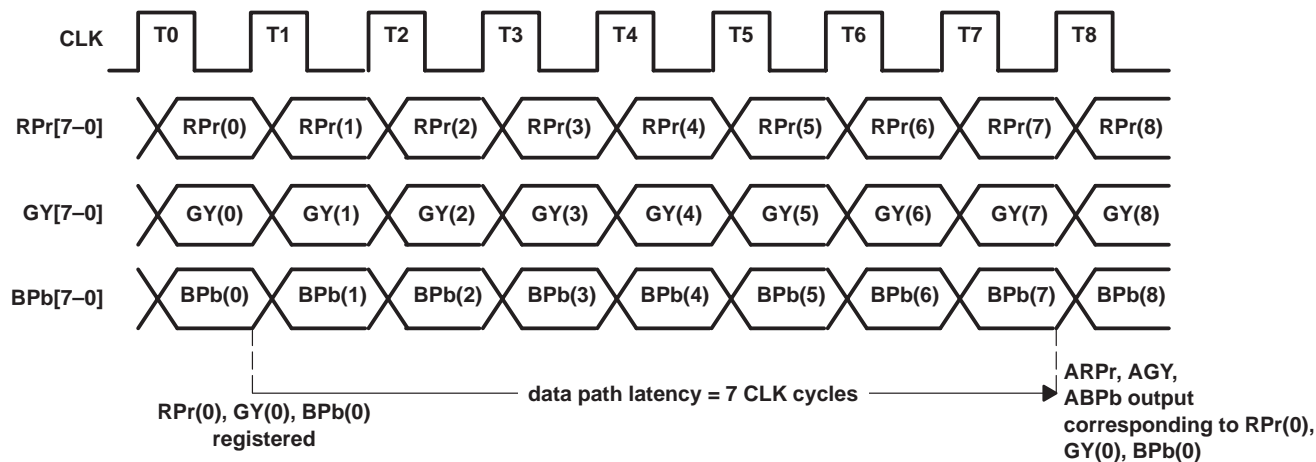 CLK T0 T1 T2 T3 T4 T5 T6 T7 T8
RPr[7–0] RPr(0) RPr(1) RPr(2) RPr(3) RPr(4) RPr(5) RPr(6) RPr(7) RPr(8)
GY[7–0] GY(0) GY(1) GY(2) GY(3) GY(4) GY(5) GY(6) GY(7) GY(8)
BPb[7–0] BPb(0) BPb(1) BPb(2) BPb(3) BPb(4) BPb(5) BPb(6) BPb(7) BPb(8)
RPr(0), GY(0), BPb(0)
registered
data path latency = 7 CLK cycles
ARPr, AGY,
ABPb output
corresponding to RPr(0),
GY(0), BPb(0)